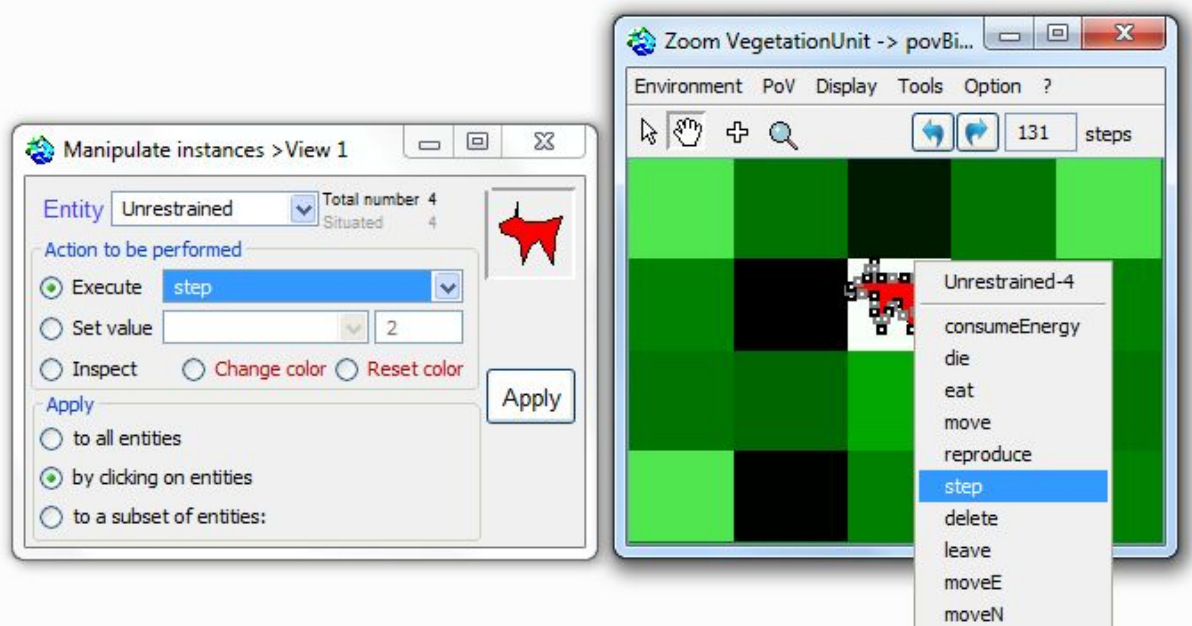 Manipulate instances >View 1
Entity Unrestrained Total number 4
Situated 4
Action to be performed
Execute step
Set value 2
Inspect Change color Reset color
Apply
Apply
to all entities
by clicking on entities
to a subset of entities:
Zoom VegetationUnit -> povBi...
Environment PoV Display Tools Option ?
131 steps
Unrestrained-4
consumeEnergy
die
eat
move
reproduce
step
delete
leave
moveE
moveN